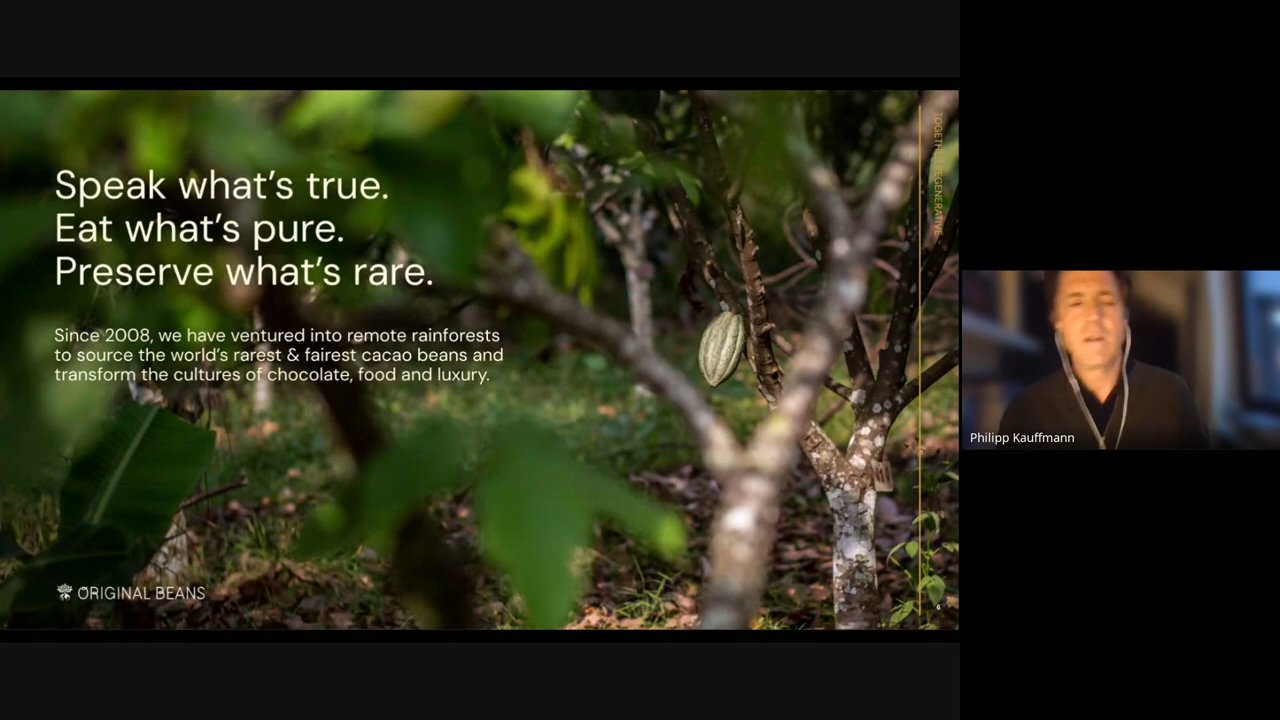 Speak what’s true.
Eat what’s pure.
Preserve what’s rare.
Since 2008, we have ventured into remote rainforests
to source the world’s rarest & fairest cacao beans and
transform the cultures of chocolate, food and luxury.
ORIGINAL BEANS
6
Philipp Kauffmann